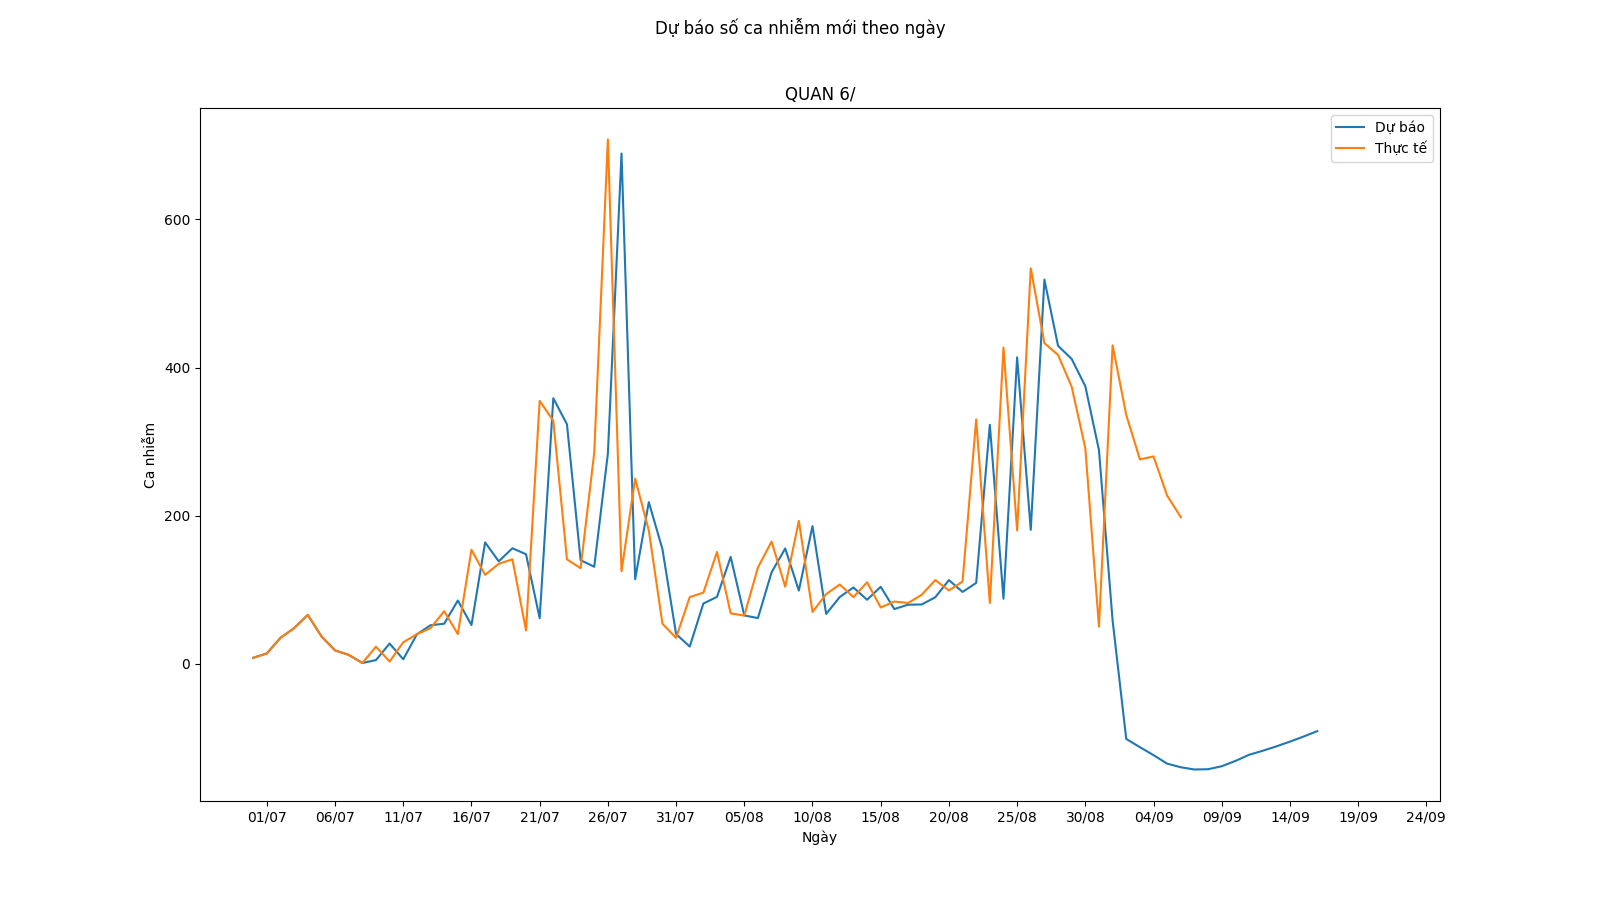 Dự báo số ca nhiễm mới theo ngày
QUAN 6/
Dự báo
Thực tế
600
400
200
0
Ca nhiễm
01/07 06/07 11/07 16/07 21/07 26/07 31/07 05/08 10/08 15/08 20/08 25/08 30/08 04/09 09/09 14/09 19/09 24/09
Ngày